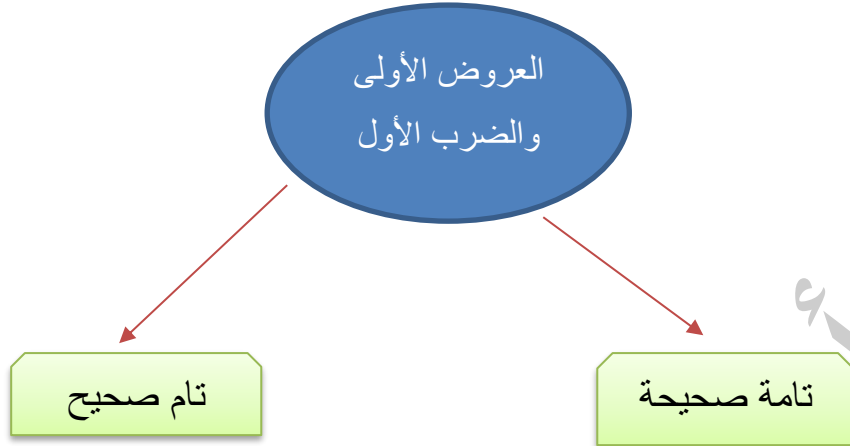 العروض الأولى
والضرب الأول
تامة صحيحة
تام صحيح